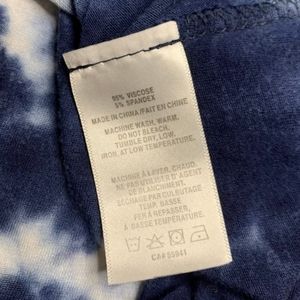 95% VISCOSE
5% SPANDEX
MADE IN CHINA/FAIT EN CHINE
MACHINE WASH, WARM.
DO NOT BLEACH.
TUMBLE DRY, LOW.
IRON, AT LOW TEMPERATURE.
MACHINE À LAVER, CHAUD.
NE PAS UTILISER D'AGENT
DE BLANCHIMENT.
SÉCHAGE PAR CULBUTAGE
TEMP. BASSE
FER À REPASSER,
À BASSE TEMPÉRATURE.
CA# 55941